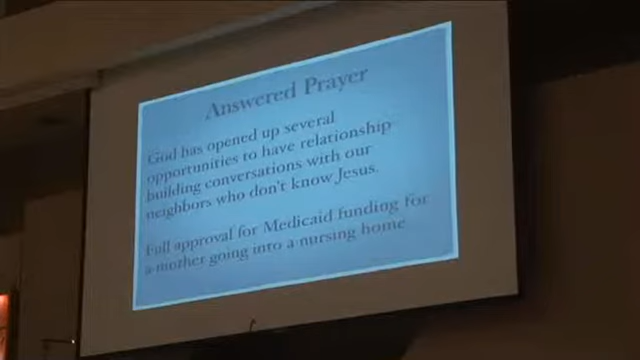 Answered Prayer
God has opened up several
opportunities to have relationship
building conversations with our
neighbors who don't know Jesus.
Full approval for Medicaid funding for
a mother going into a nursing home